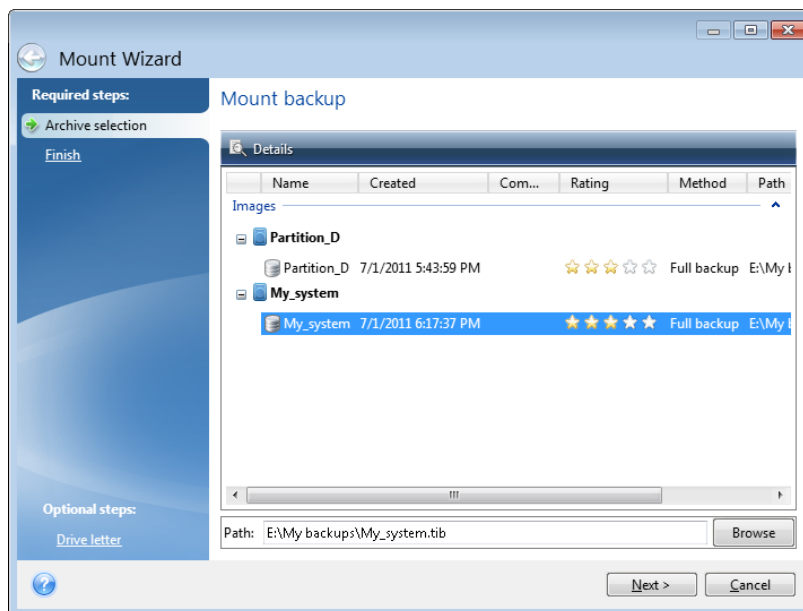 Mount Wizard
Required steps:
Archive selection
Finish
Optional steps:
Drive letter
Mount backup
Details
Name Created Com... Rating Method Path
Images
Partition_D
Partition_D 7/1/2011 5:43:59 PM Full backup E:\My
My_system
My_system 7/1/2011 6:17:37 PM Full backup E:\My
Path: E:\My backups\My_system.tib Browse
Next > Cancel